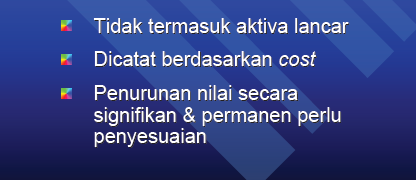 Tidak termasuk aktiva lancar
Dicatat berdasarkan cost
Penurunan nilai secara
signifikan & permanen perlu
penyesuaian